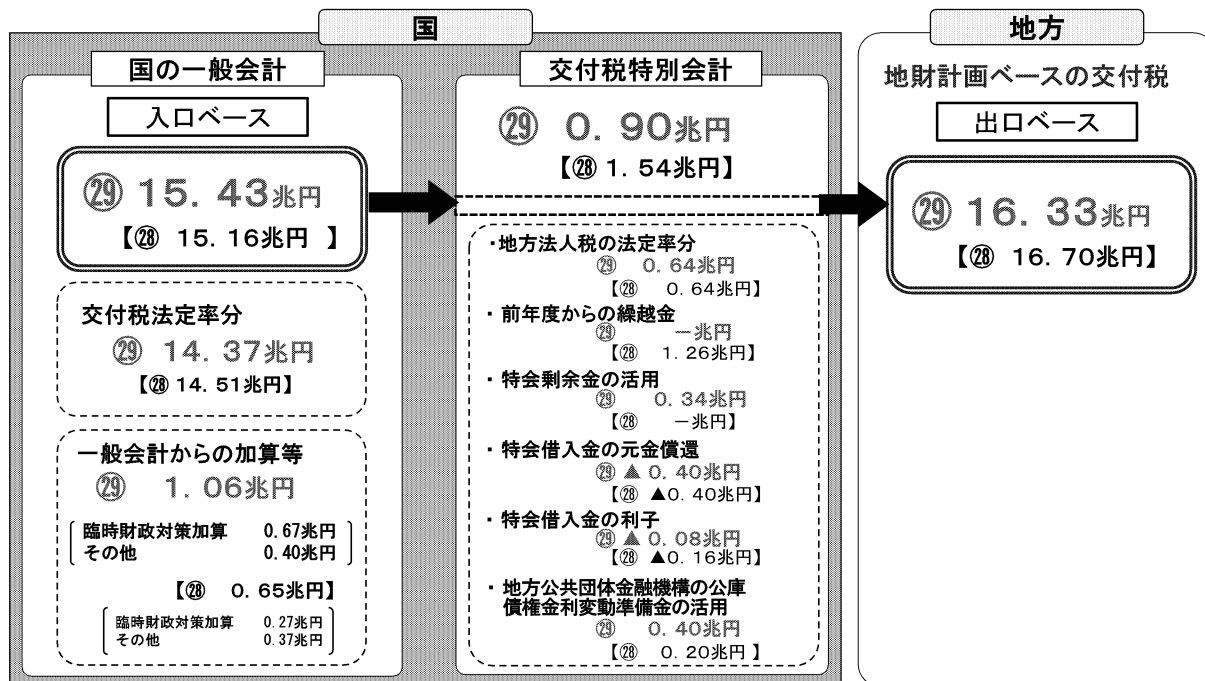 国
国の一般会計
入口ベース
㉙ 15.43兆円
【㉘ 15.16兆円 】
交付税法定率分
㉙ 14.37兆円
【㉘ 14.51兆円】
一般会計からの加算等
㉙ 1.06兆円
臨時財政対策加算 0.67兆円
その他 0.40兆円
【㉘ 0.65兆円】
臨時財政対策加算 0.27兆円
その他 0.37兆円
交付税特別会計
㉙ 0.90兆円
【㉘ 1.54兆円】
・地方法人税の法定率分
㉙ 0.64兆円
【㉘ 0.64兆円】
・前年度からの繰越金
㉙ -兆円
【㉘ 1.26兆円】
・特会剰余金の活用
㉙ 0.34兆円
【㉘ -兆円】
・特会借入金の元金償還
㉙ ▲ 0.40兆円
【㉘ ▲0.40兆円】
・特会借入金の利子
㉙ ▲ 0.08兆円
【㉘ ▲0.16兆円】
・地方公共団体金融機構の公庫
債権金利変動準備金の活用
㉙ 0.40兆円
【㉘ 0.20兆円 】
地方
地財計画ベースの交付税
出口ベース
㉙ 16.33兆円
【㉘ 16.70兆円】